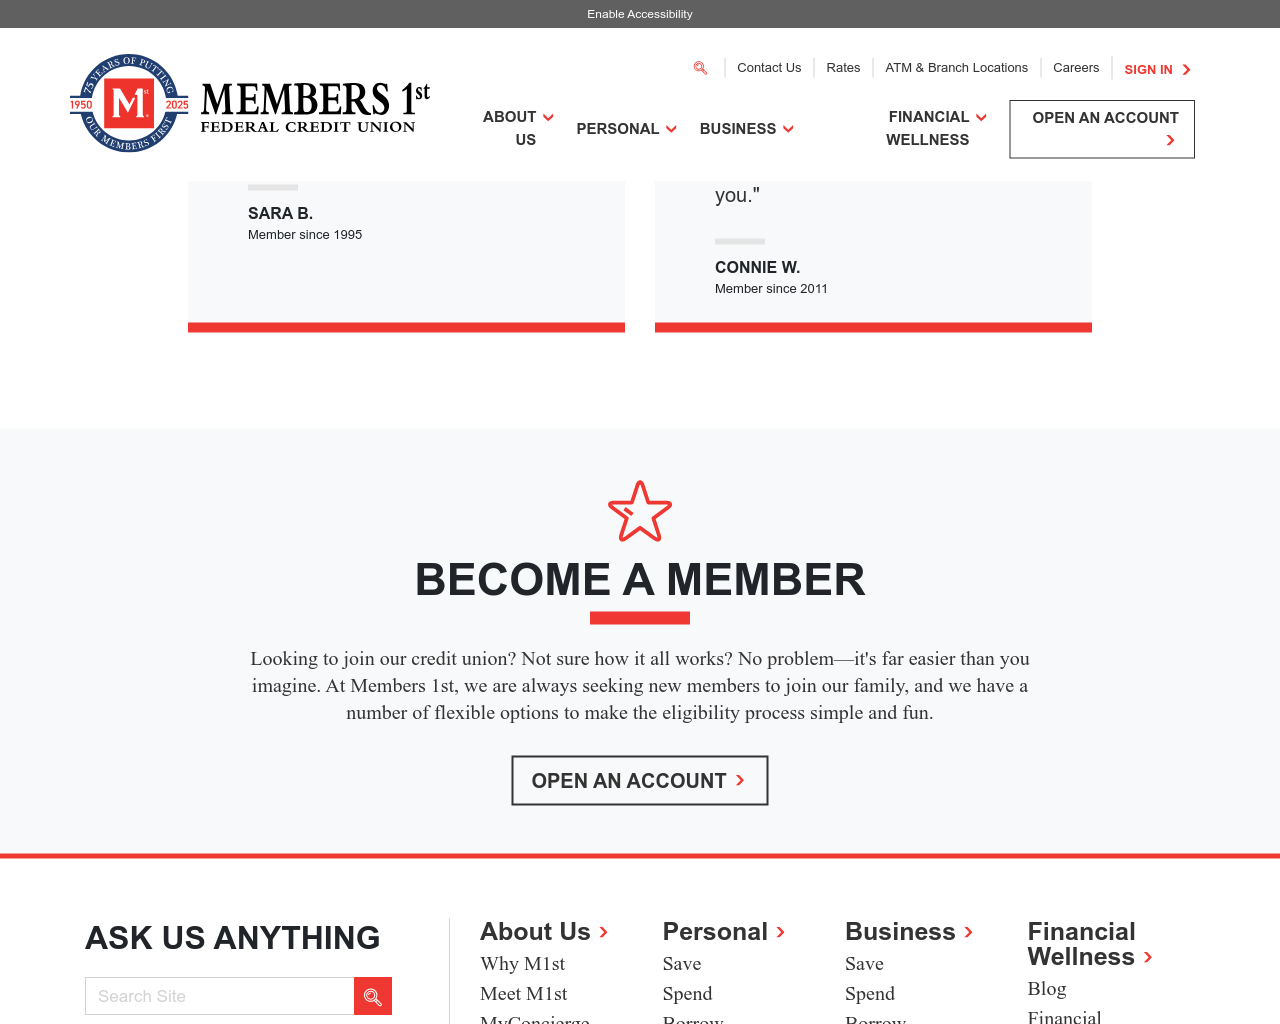 Enable Accessibility
75 YEARS OF PUTTING
1950 M1st 2025
OUR MEMBERS FIRST
MEMBERS 1st
FEDERAL CREDIT UNION
Contact Us
Rates
ATM & Branch Locations
Careers
SIGN IN
ABOUT
US
PERSONAL
BUSINESS
FINANCIAL
WELLNESS
OPEN AN ACCOUNT
SARA B.
Member since 1995
you."
CONNIE W.
Member since 2011
BECOME A MEMBER
Looking to join our credit union? Not sure how it all works? No problem—it's far easier than you
imagine. At Members 1st, we are always seeking new members to join our family, and we have a
number of flexible options to make the eligibility process simple and fun.
OPEN AN ACCOUNT
ASK US ANYTHING
Search Site
About Us
Why M1st
Meet M1st
MyConcierge
Personal
Save
Spend
Borrow
Business
Save
Spend
Borrow
Financial
Wellness
Blog
Financial